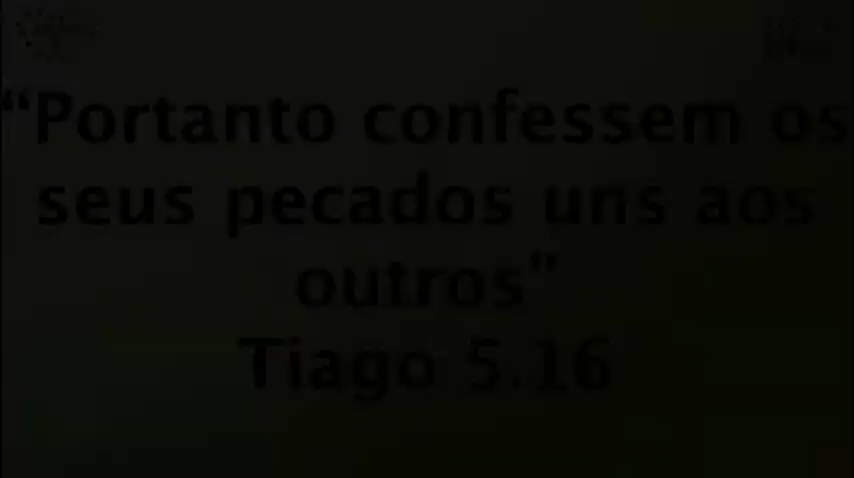 “Portanto confessem os
seus pecados uns aos
outros”
Tiago 5.16